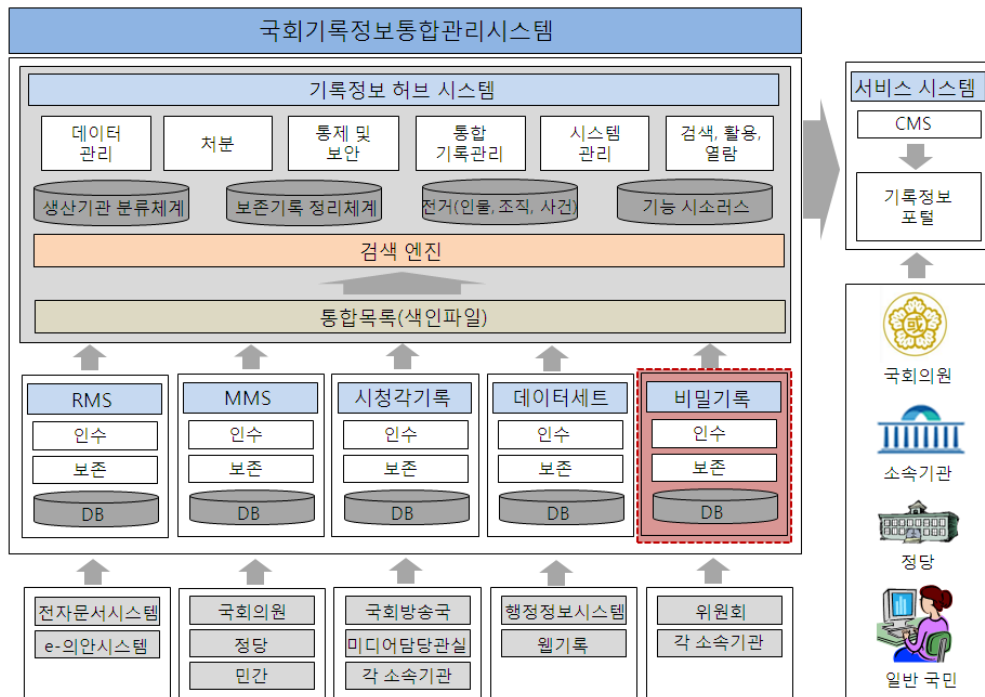 국회기록정보통합관리시스템
기록정보 허브 시스템
데이터
관리
처분
통제 및
보안
통합
기록관리
시스템
관리
검색, 활용,
열람
생산기관 분류체계
보존기록 정리체계
전거(인물, 조직, 사건)
기능 시소러스
검색 엔진
통합목록(색인파일)
RMS
인수
보존
DB
MMS
인수
보존
DB
시청각기록
인수
보존
DB
데이터세트
인수
보존
DB
비밀기록
인수
보존
DB
전자문서시스템
e-의안시스템
국회의원
정당
민간
국회방송국
미디어담당관실
각 소속기관
행정정보시스템
웹기록
위원회
각 소속기관
서비스 시스템
CMS
기록정보
포털
국회의원
소속기관
정당
일반 국민